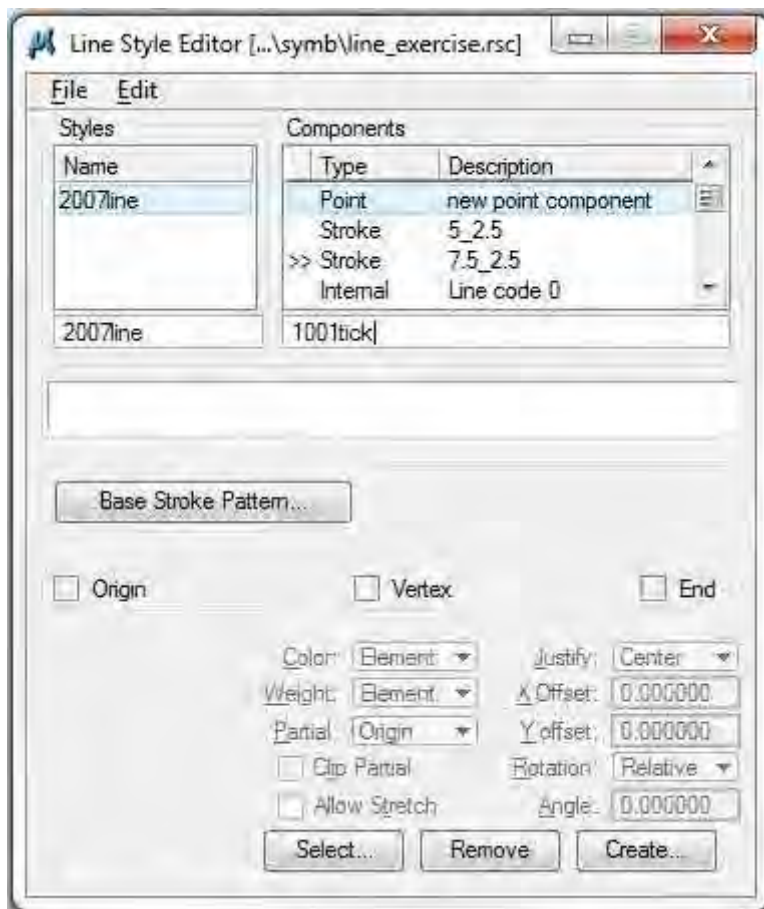 Line Style Editor [...\symb\line_exercise.rsc]
File Edit
Styles Components
Name Type Description
2007line Point new point component
Stroke 5_2.5
>> Stroke 7.5_2.5
Internal Line code 0
2007line 1001tick
Base Stroke Pattern...
Origin Vertex End
Color: Element Justify: Center
Weight: Element X Offset: 0.000000
Partial: Origin Y offset: 0.000000
Clip Partial Rotation: Relative
Allow Stretch Angle: 0.000000
Select... Remove Create...